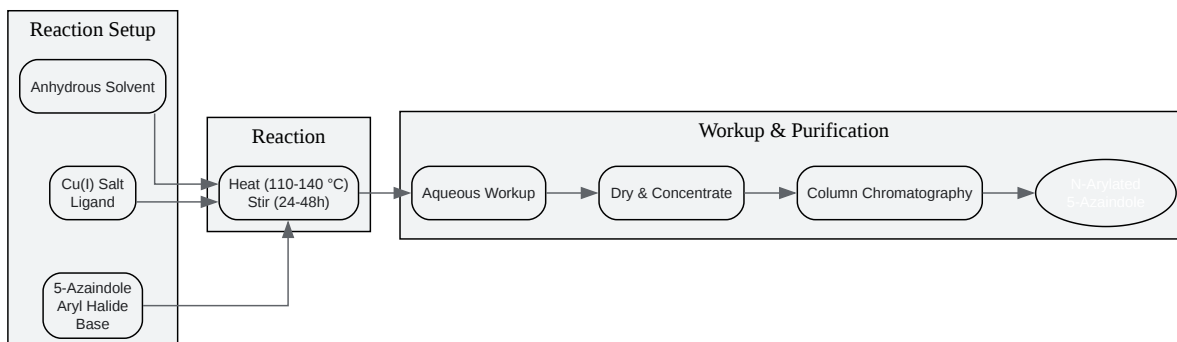 Reaction Setup
Anhydrous Solvent
Cu(I) Salt
Ligand
5-Azaindole
Aryl Halide
Base
Reaction
Heat (110-140 °C)
Stir (24-48h)
Workup & Purification
Aqueous Workup
Dry & Concentrate
Column Chromatography
N-Arylated
5-Azaindole